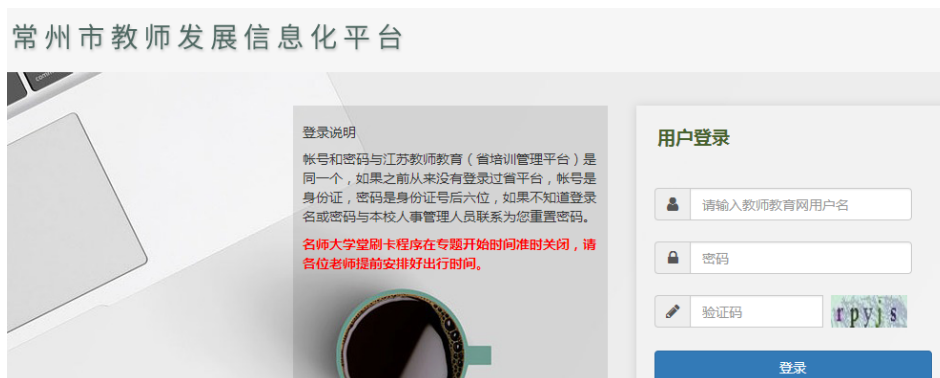 常州市教师发展信息化平台
登录说明
帐号和密码与江苏教师教育（省培训管理平台）是
同一个，如果之前从来没有登录过省平台，帐号是
身份证，密码是身份证号后六位，如果不知道登录
名或密码与本校人事管理人员联系为您重置密码。
名师大学堂刷卡程序在专题开始时间准时关闭，请
各位老师提前安排好出行时间。
用户登录
请输入教师教育网用户名
密码
验证码
rpyjs
登录